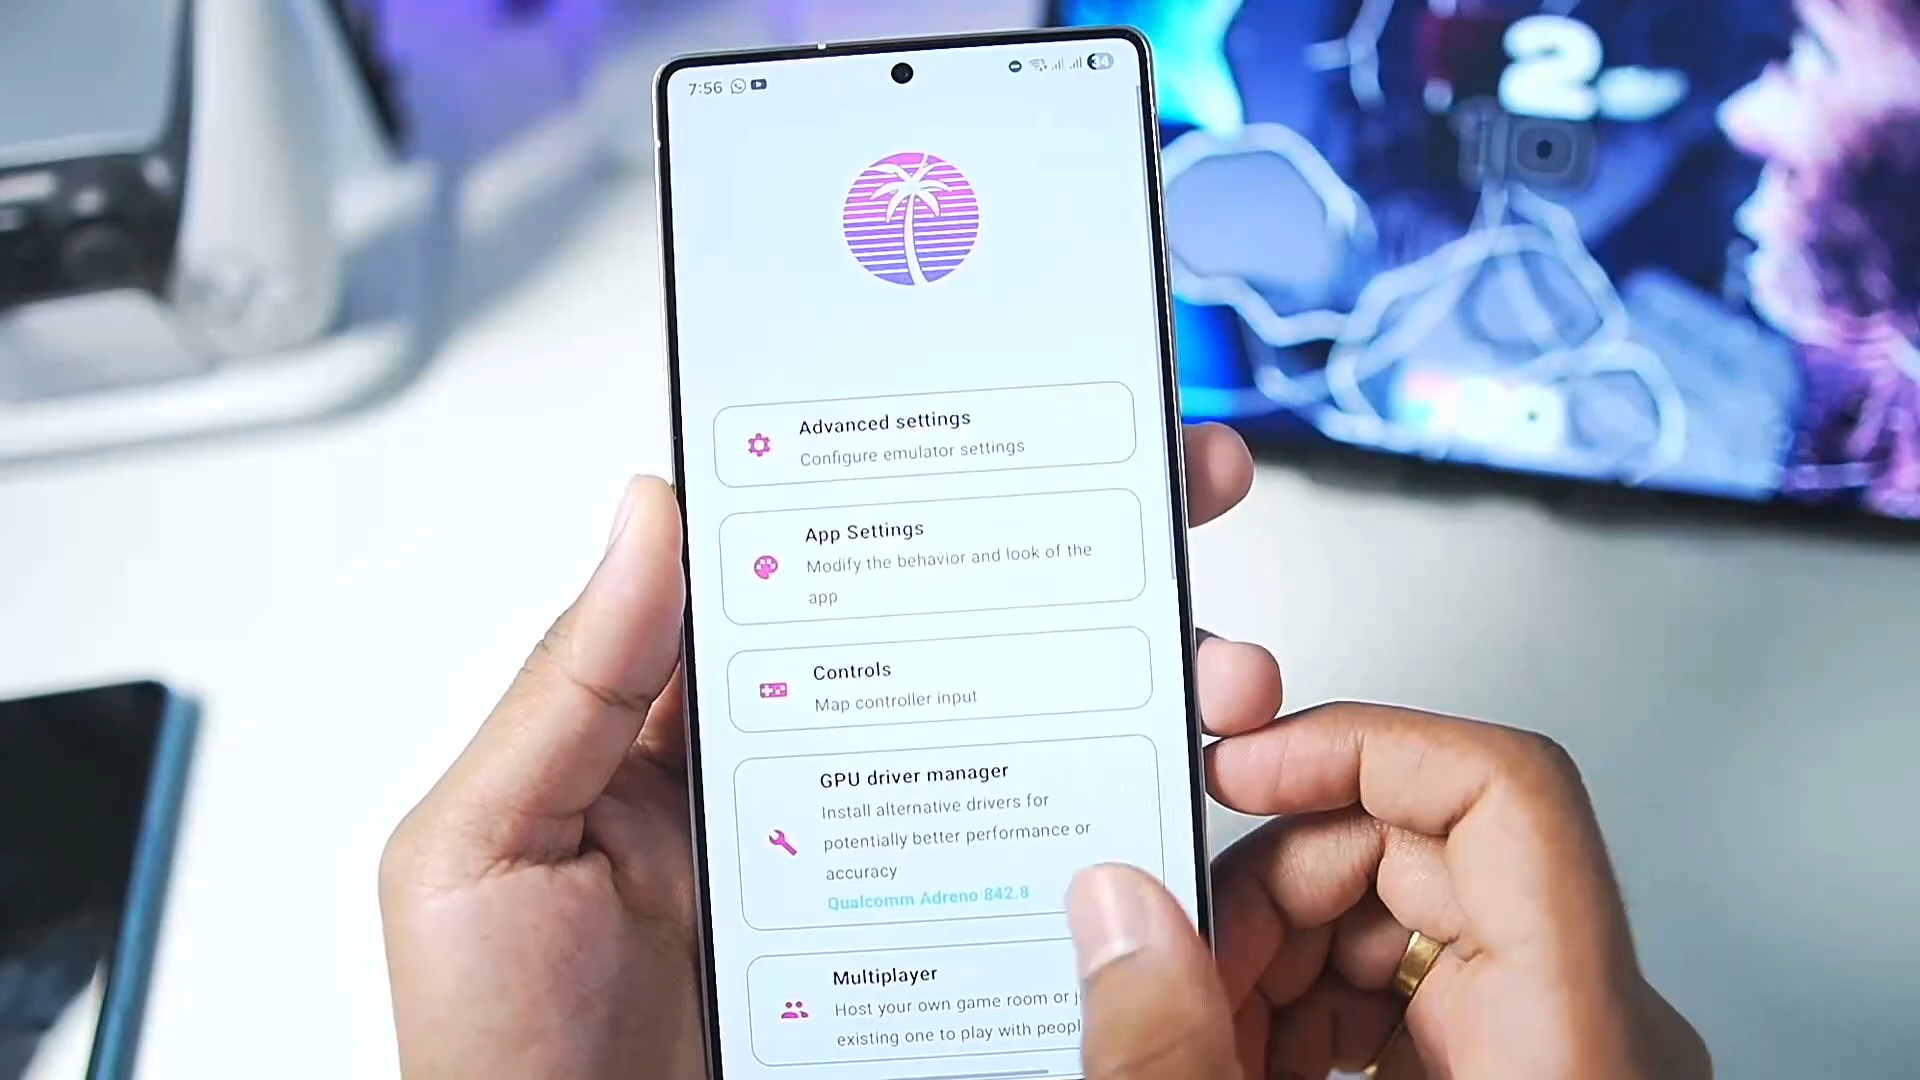 7:56
34
Advanced settings
Configure emulator settings
App Settings
Modify the behavior and look of the
app
Controls
Map controller input
GPU driver manager
Install alternative drivers for
potentially better performance or
accuracy
Qualcomm Adreno 842.8
Multiplayer
Host your own game room or j
existing one to play with peopl
2